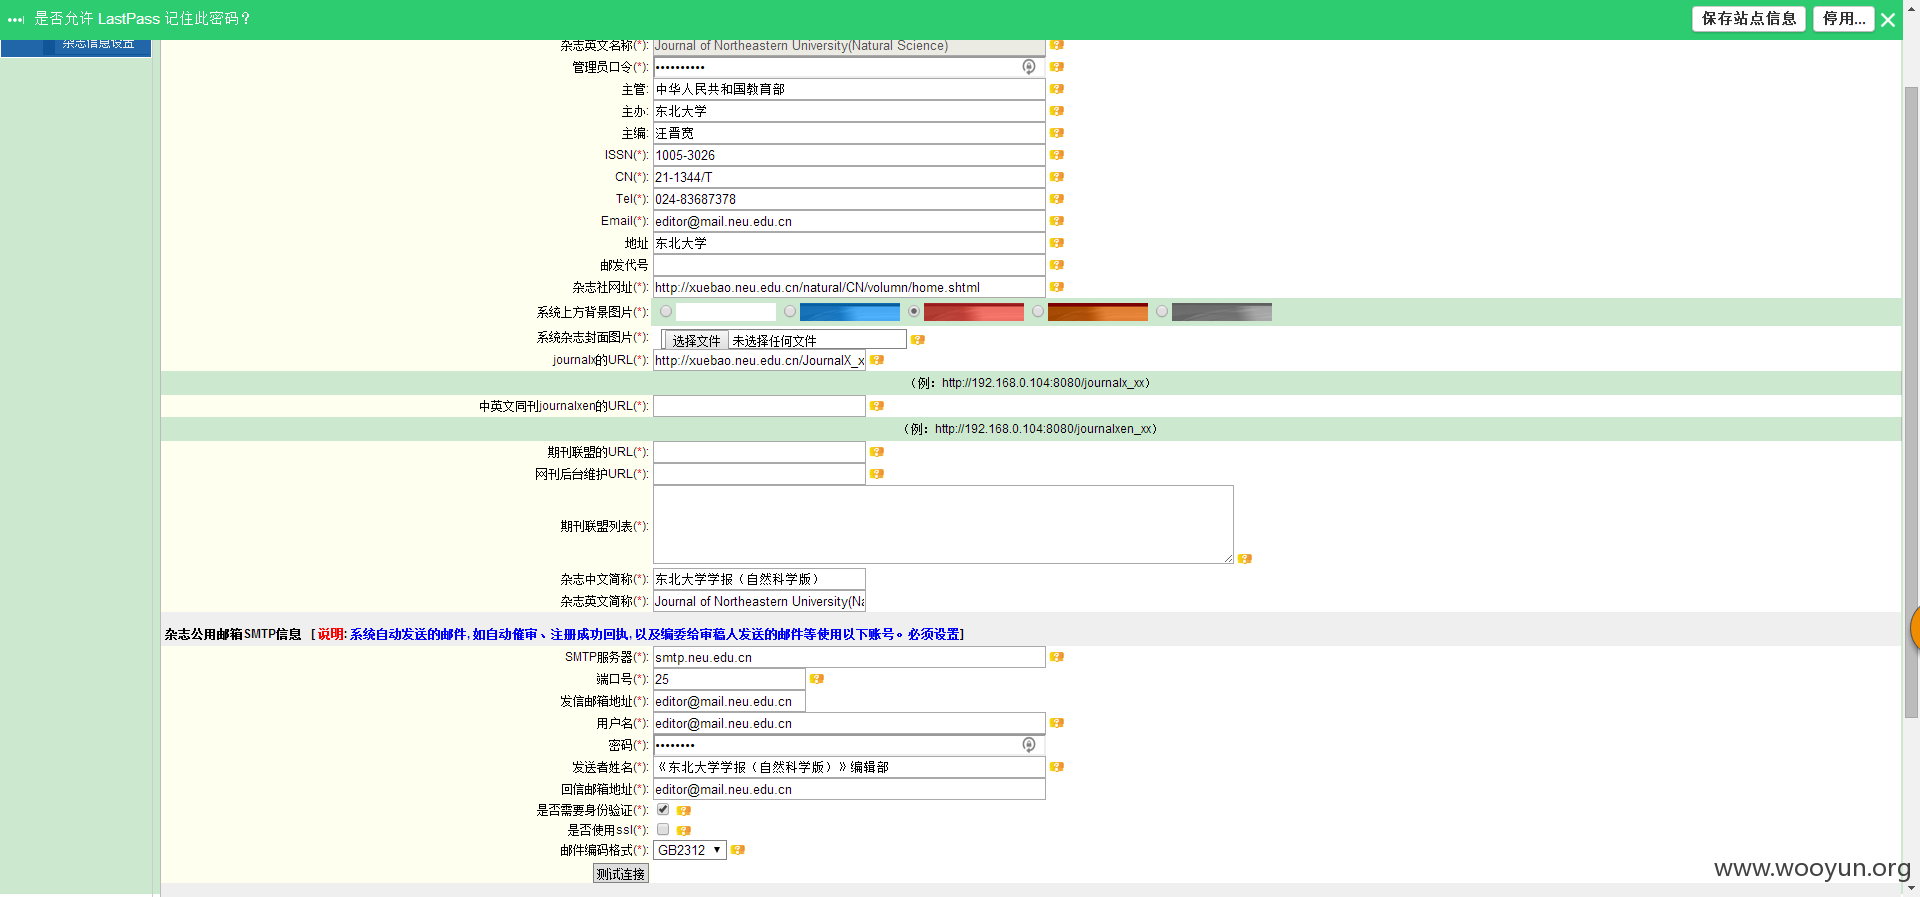 是否允许 LastPass 记住此密码？
保存站点信息 停用...
杂志信息设置
杂志英文名称(*): Journal of Northeastern University(Natural Science)
管理员口令(*): ••••••••••
主管: 中华人民共和国教育部
主办: 东北大学
主编: 汪晋宽
ISSN(*): 1005-3026
CN(*): 21-1344/T
Tel(*): 024-83687378
Email(*): editor@mail.neu.edu.cn
地址 东北大学
邮发代号
杂志社网址(*): http://xuebao.neu.edu.cn/natural/CN/volumn/home.shtml
系统上方背景图片(*):
系统杂志封面图片(*): 选择文件 未选择任何文件
journalx的URL(*): http://xuebao.neu.edu.cn/JournalX_x
（例：http://192.168.0.104:8080/journalx_xx）
中英文同刊journalxen的URL(*):
（例：http://192.168.0.104:8080/journalxen_xx）
期刊联盟的URL(*):
网刊后台维护URL(*):
期刊联盟列表(*):
杂志中文简称(*): 东北大学学报（自然科学版）
杂志英文简称(*): Journal of Northeastern University(Na
杂志公用邮箱SMTP信息 [说明: 系统自动发送的邮件, 如自动催审、注册成功回执, 以及编委给审稿人发送的邮件等使用以下账号。必须设置]
SMTP服务器(*): smtp.neu.edu.cn
端口号(*): 25
发信邮箱地址(*): editor@mail.neu.edu.cn
用户名(*): editor@mail.neu.edu.cn
密码(*): ••••••••
发送者姓名(*): 《东北大学学报（自然科学版）》编辑部
回信邮箱地址(*): editor@mail.neu.edu.cn
是否需要身份验证(*):
是否使用ssl(*):
邮件编码格式(*): GB2312
测试连接
www.wooyun.org